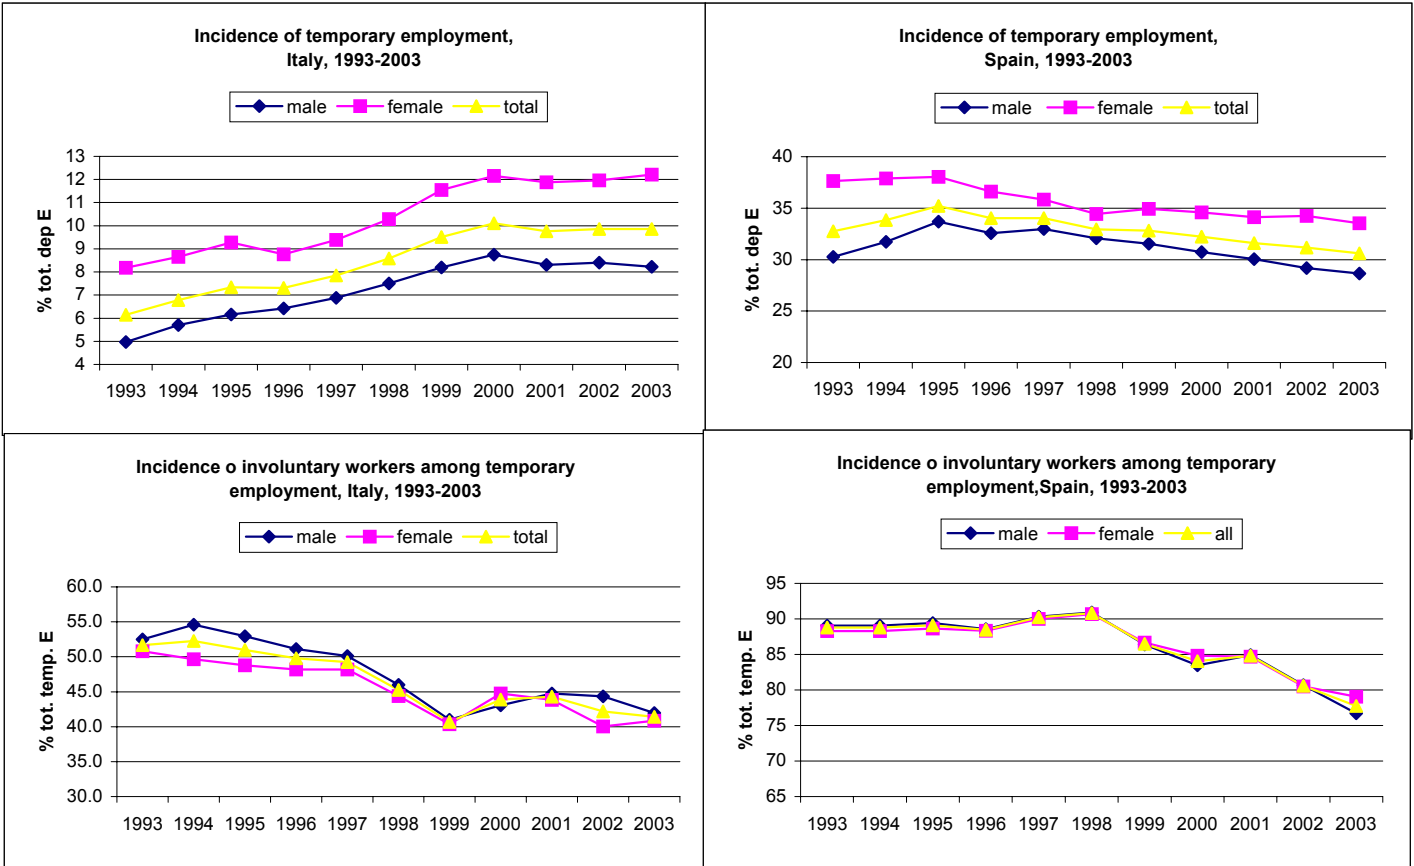 Incidence of temporary employment,
Italy, 1993-2003
male female total
% tot. dep E
13
12
11
10
9
8
7
6
5
4
1993 1994 1995 1996 1997 1998 1999 2000 2001 2002 2003
Incidence of temporary employment,
Spain, 1993-2003
male female total
% tot. dep E
40
35
30
25
20
1993 1994 1995 1996 1997 1998 1999 2000 2001 2002 2003
Incidence o involuntary workers among temporary
employment, Italy, 1993-2003
male female total
% tot. temp. E
60.0
55.0
50.0
45.0
40.0
35.0
30.0
1993 1994 1995 1996 1997 1998 1999 2000 2001 2002 2003
Incidence o involuntary workers among temporary
employment,Spain, 1993-2003
male female all
% tot. temp. E
95
90
85
80
75
70
65
1993 1994 1995 1996 1997 1998 1999 2000 2001 2002 2003